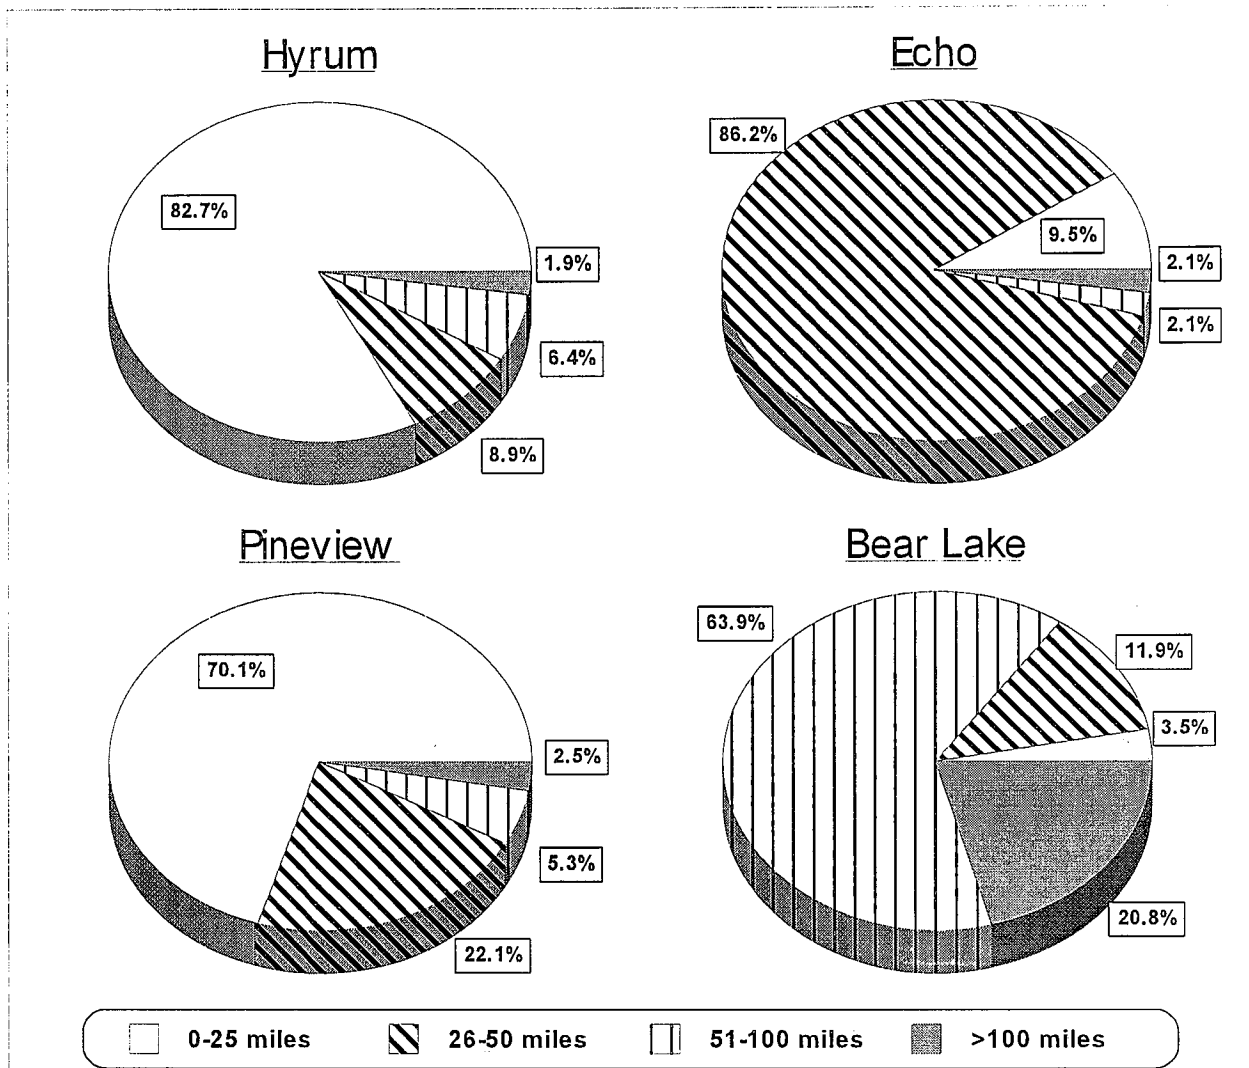 Hyrum
82.7%
1.9%
6.4%
8.9%
Echo
86.2%
9.5%
2.1%
2.1%
Pineview
70.1%
2.5%
5.3%
22.1%
Bear Lake
63.9%
11.9%
3.5%
20.8%
0-25 miles
26-50 miles
51-100 miles
>100 miles